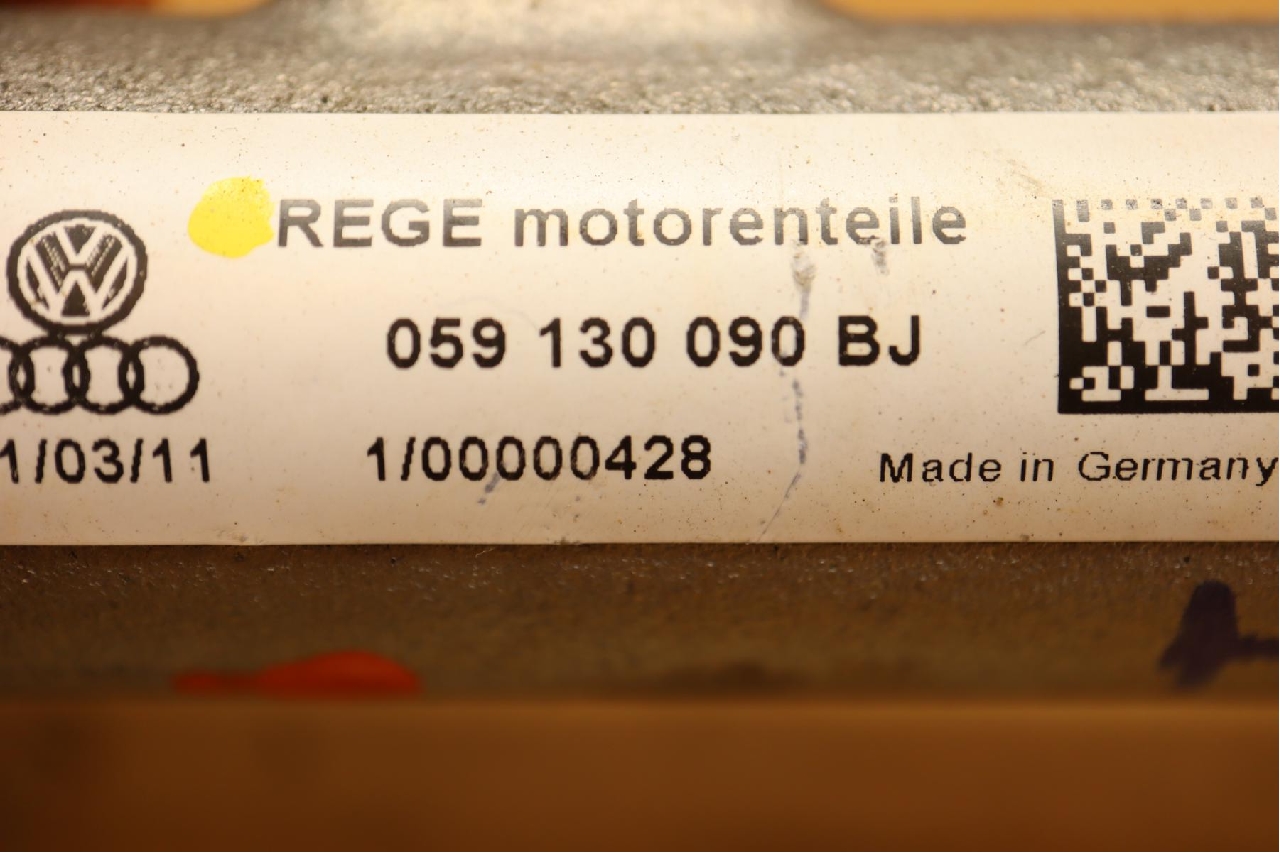 REGE motorenteile
059 130 090 BJ
1/03/11 1/00000428 Made in Germany